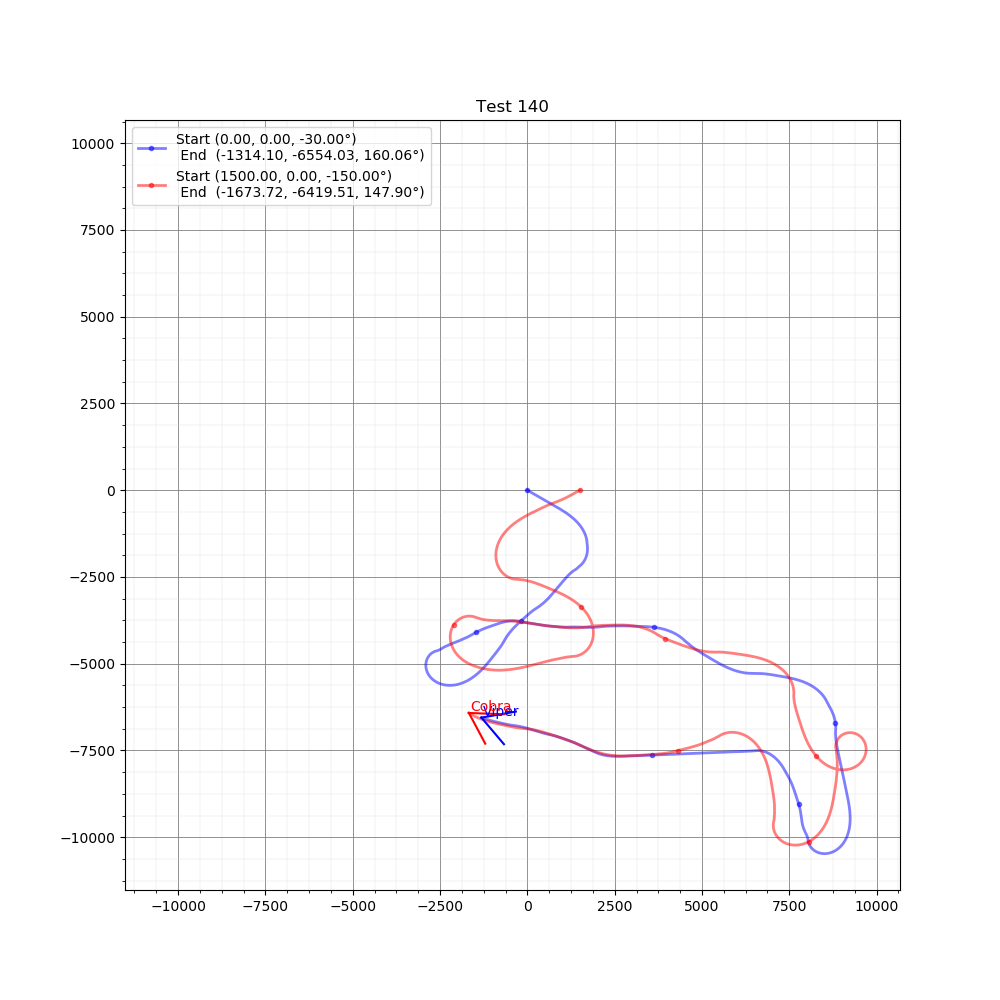 Test 140
Start (0.00, 0.00, -30.00°)
End  (-1314.10, -6554.03, 160.06°)
Start (1500.00, 0.00, -150.00°)
End  (-1673.72, -6419.51, 147.90°)
10000
7500
5000
2500
0
−2500
−5000
−7500
−10000
Cobra
Viper
−10000 −7500 −5000 −2500 0 2500 5000 7500 10000